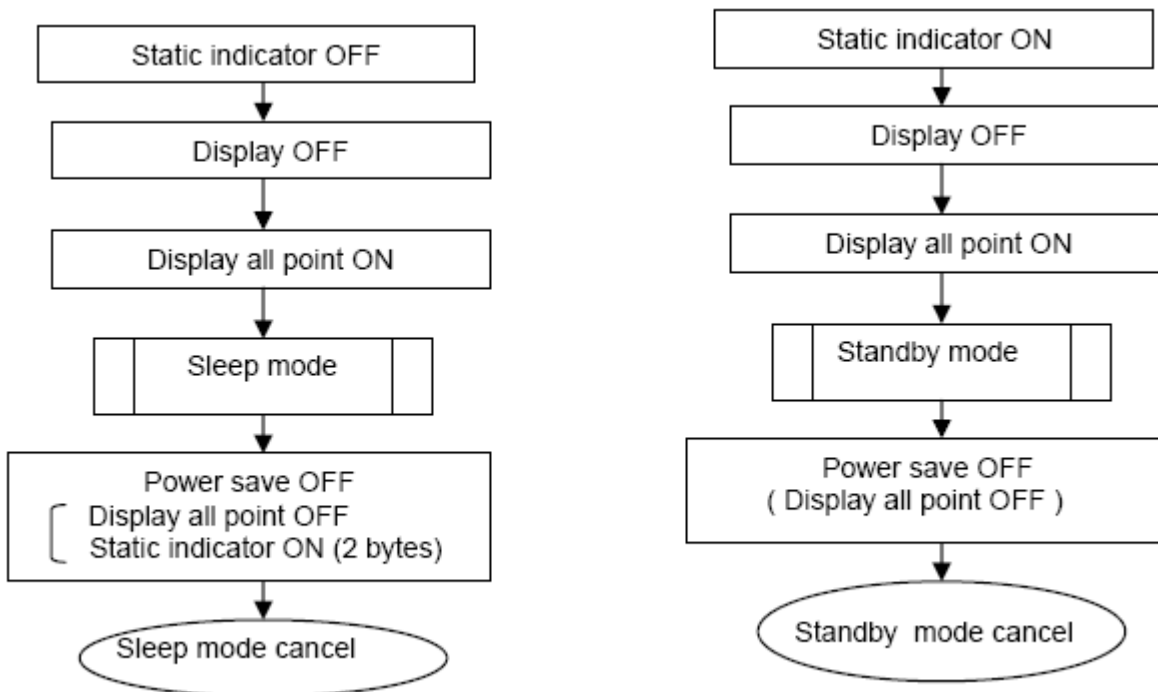 Static indicator OFF
Display OFF
Display all point ON
Sleep mode
Power save OFF
Display all point OFF
Static indicator ON (2 bytes)
Sleep mode cancel
Static indicator ON
Display OFF
Display all point ON
Standby mode
Power save OFF
( Display all point OFF )
Standby mode cancel